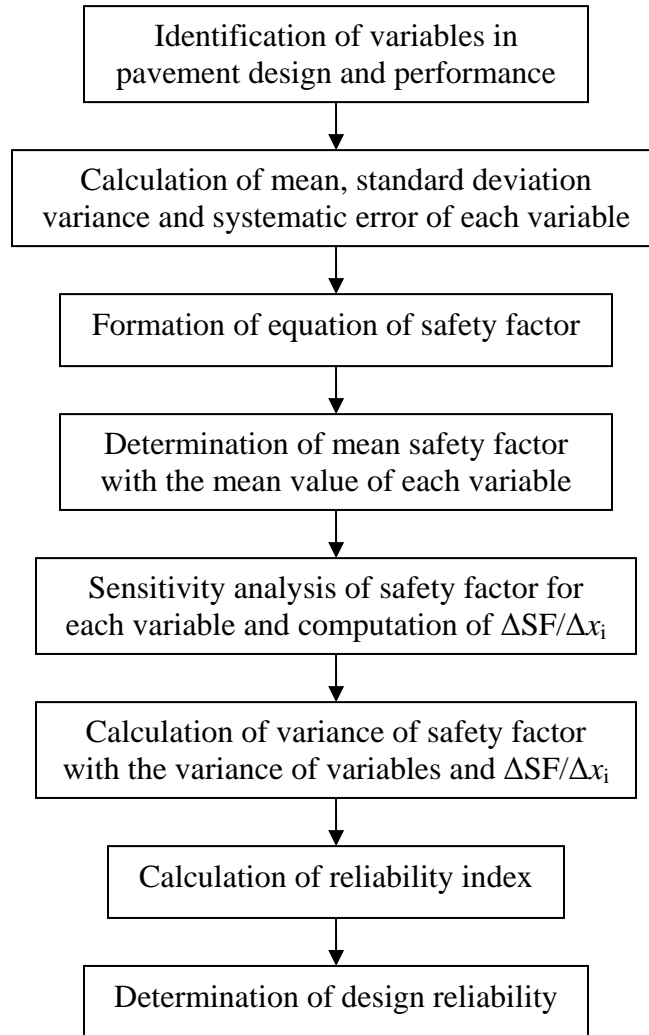 Identification of variables in
pavement design and performance
Calculation of mean, standard deviation
variance and systematic error of each variable
Formation of equation of safety factor
Determination of mean safety factor
with the mean value of each variable
Sensitivity analysis of safety factor for
each variable and computation of ΔSF/Δxi
Calculation of variance of safety factor
with the variance of variables and ΔSF/Δxi
Calculation of reliability index
Determination of design reliability